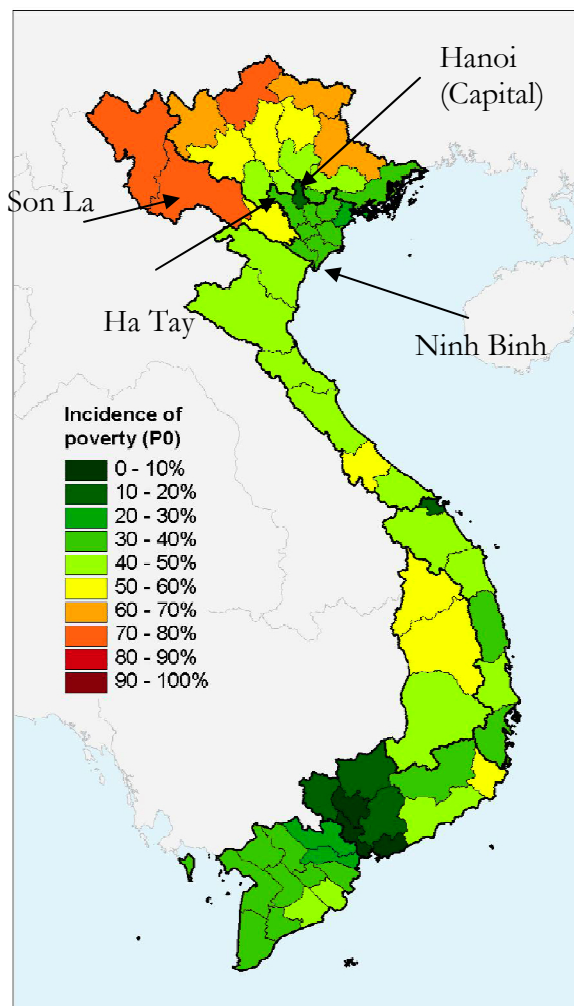 Hanoi
(Capital)
Son La
Ha Tay
Ninh Binh
Incidence of
poverty (P0)
0 - 10%
10 - 20%
20 - 30%
30 - 40%
40 - 50%
50 - 60%
60 - 70%
70 - 80%
80 - 90%
90 - 100%